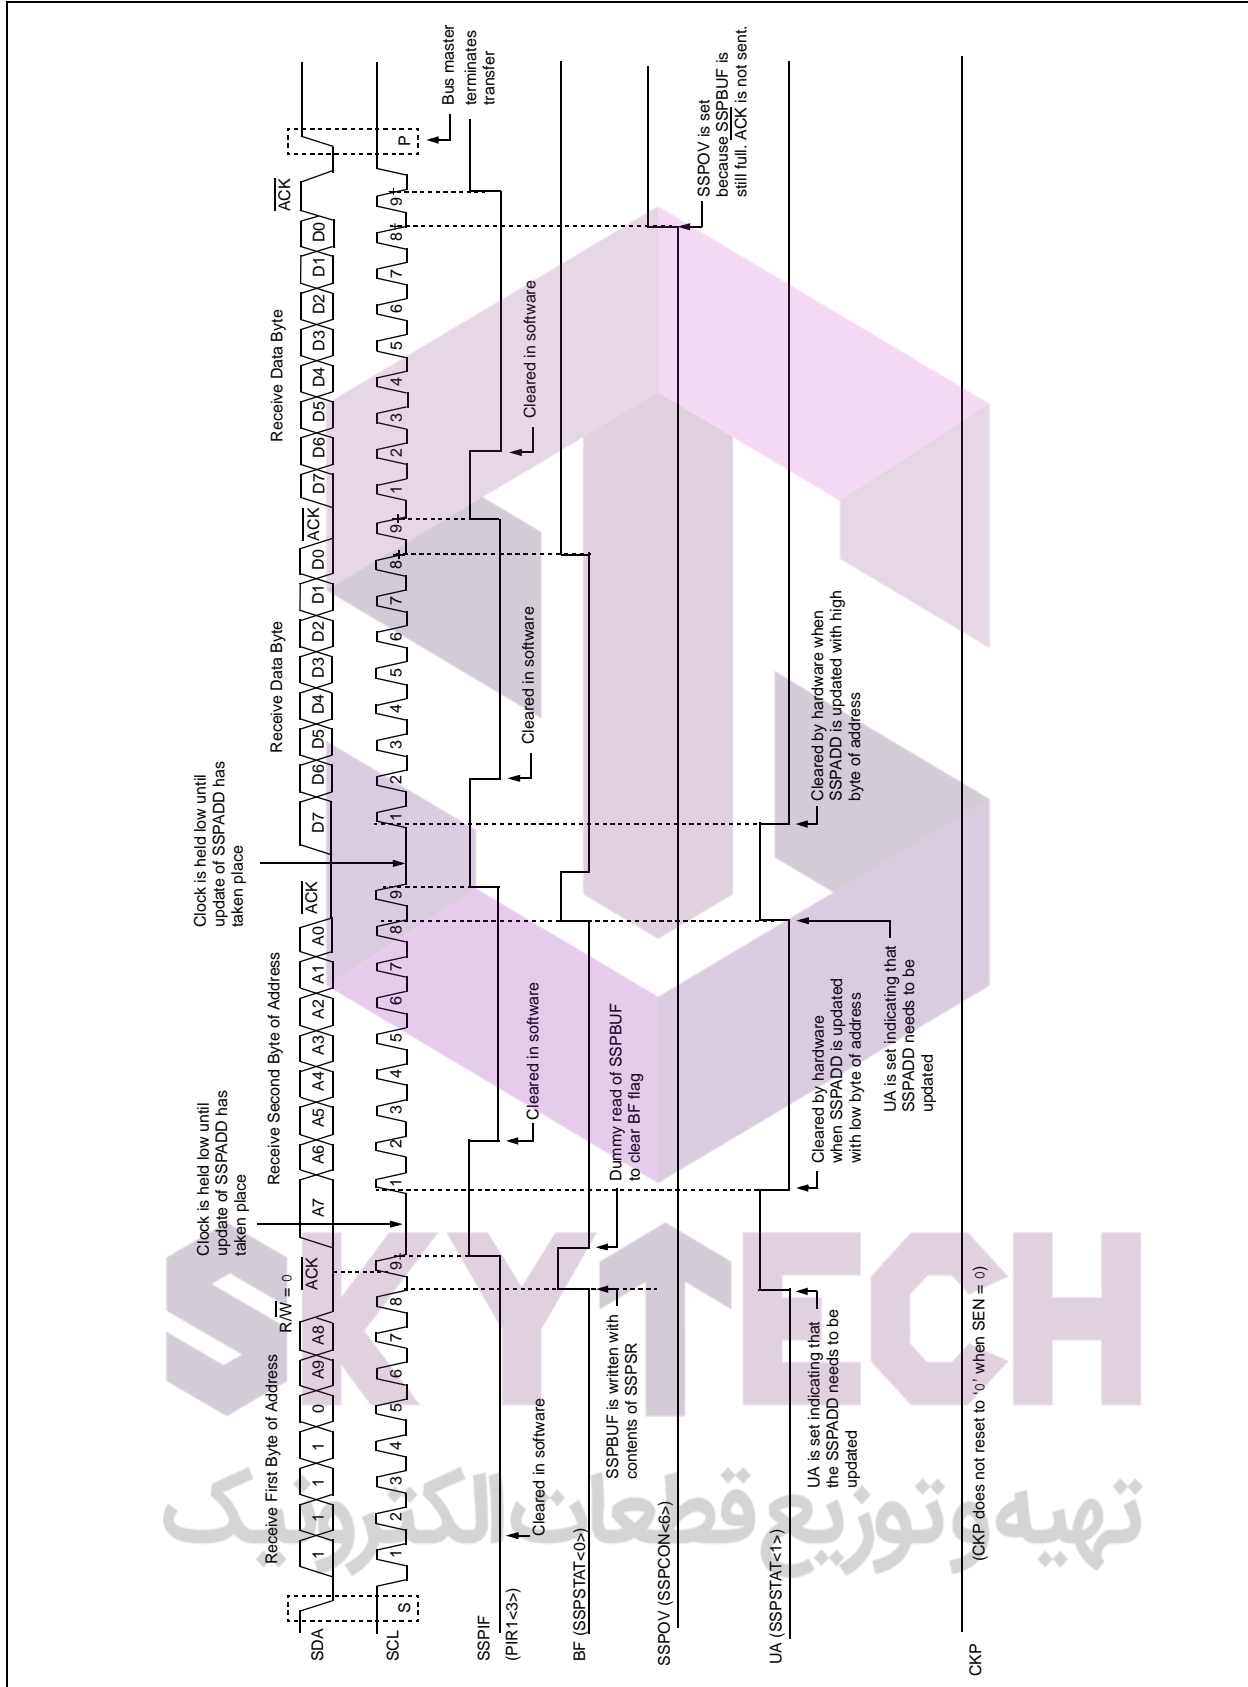 Clock is held low until
update of SSPADD has
taken place
Clock is held low until
update of SSPADD has
taken place
Receive First Byte of Address
R/W = 0
Receive Second Byte of Address
Receive Data Byte
Receive Data Byte
SDA
1 1 1 1 0 A9 A8 ACK A7 A6 A5 A4 A3 A2 A1 A0 ACK D7 D6 D5 D4 D3 D2 D1 D0 ACK D7 D6 D5 D4 D3 D2 D1 D0 ACK
SCL
S 1 2 3 4 5 6 7 8 9 1 2 3 4 5 6 7 8 9 1 2 3 4 5 6 7 8 9 1 2 3 4 5 6 7 8 9 P
Bus master
terminates
transfer
SSPIF
(PIR1<3>)
Cleared in software
Cleared in software
Cleared in software
Cleared in software
BF (SSPSTAT<0>)
SSPBUF is written with
contents of SSPSR
Dummy read of SSPBUF
to clear BF flag
SSPOV (SSPCON<6>)
SSPOV is set
because SSPBUF is
still full. ACK is not sent.
UA (SSPSTAT<1>)
UA is set indicating that
the SSPADD needs to be
updated
Cleared by hardware
when SSPADD is updated
with low byte of address
UA is set indicating that
SSPADD needs to be
updated
Cleared by hardware when
SSPADD is updated with high
byte of address
CKP
(CKP does not reset to ‘0’ when SEN = 0)
SKYTECH
تهیه و توزیع قطعات الکترونیک